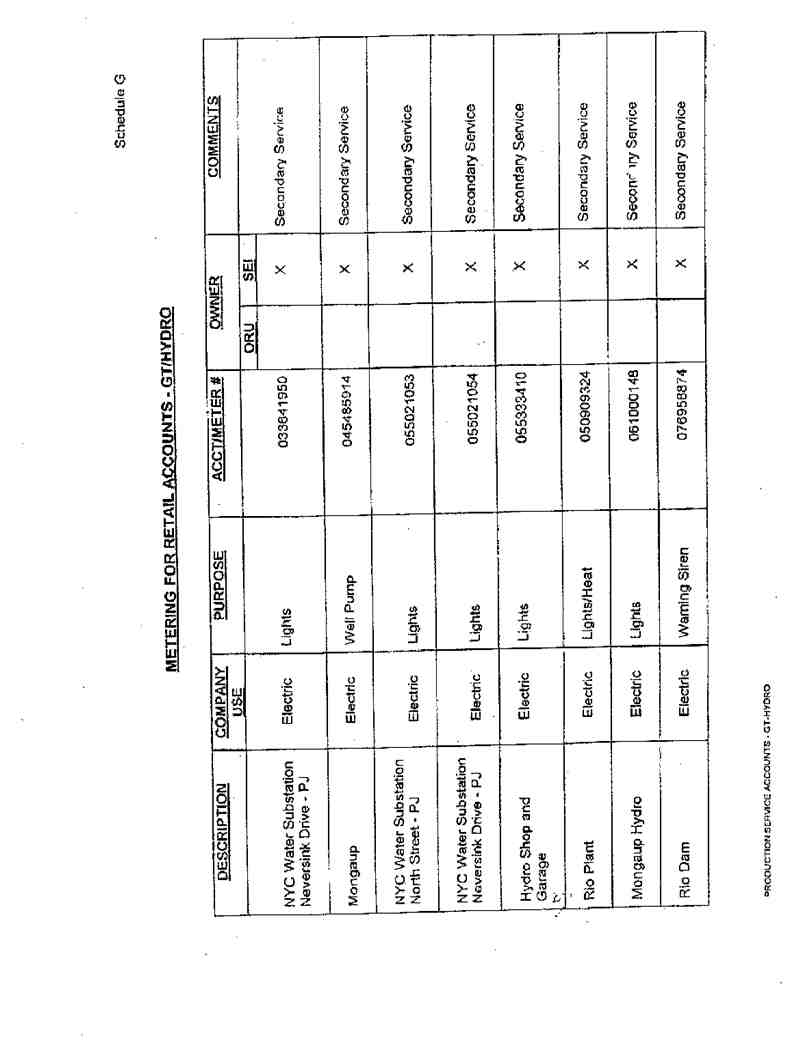 Schedule G
METERING FOR RETAIL ACCOUNTS - GT/HYDRO
DESCRIPTION COMPANY USE PURPOSE ACCT/METER # OWNER COMMENTS
ORU SEI
NYC Water Substation Electric Lights 033841950 X Secondary Service
Neversink Drive - PJ
Mongaup Electric Well Pump 045485914 X Secondary Service
NYC Water Substation Electric Lights 055021053 X Secondary Service
North Street - PJ
NYC Water Substation Electric Lights 055021054 X Secondary Service
Neversink Drive - PJ
Hydro Shop and Electric Lights 055333410 X Secondary Service
Garage
Rio Plant Electric Lights/Heat 050909324 X Secondary Service
Mongaup Hydro Electric Lights 061000148 X Service
Rio Dam Electric Warning Siren 076958874 X Secondary Service
PRODUCTION SERVICE ACCOUNTS - GT-HYDRO